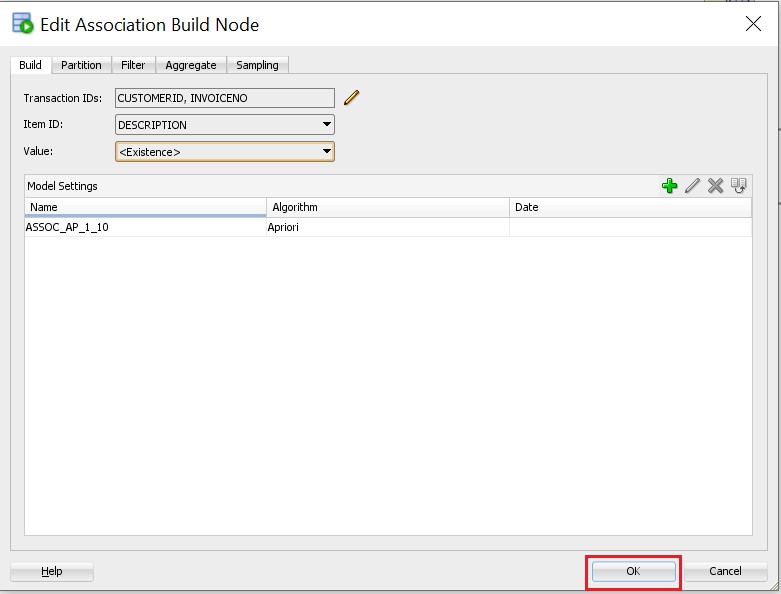 Edit Association Build Node
Build Partition Filter Aggregate Sampling
Transaction IDs: CUSTOMERID, INVOICENO
Item ID: DESCRIPTION
Value: <Existence>
Model Settings
Name Algorithm Date
ASSOC_AP_1_10 Apriori
Help OK Cancel